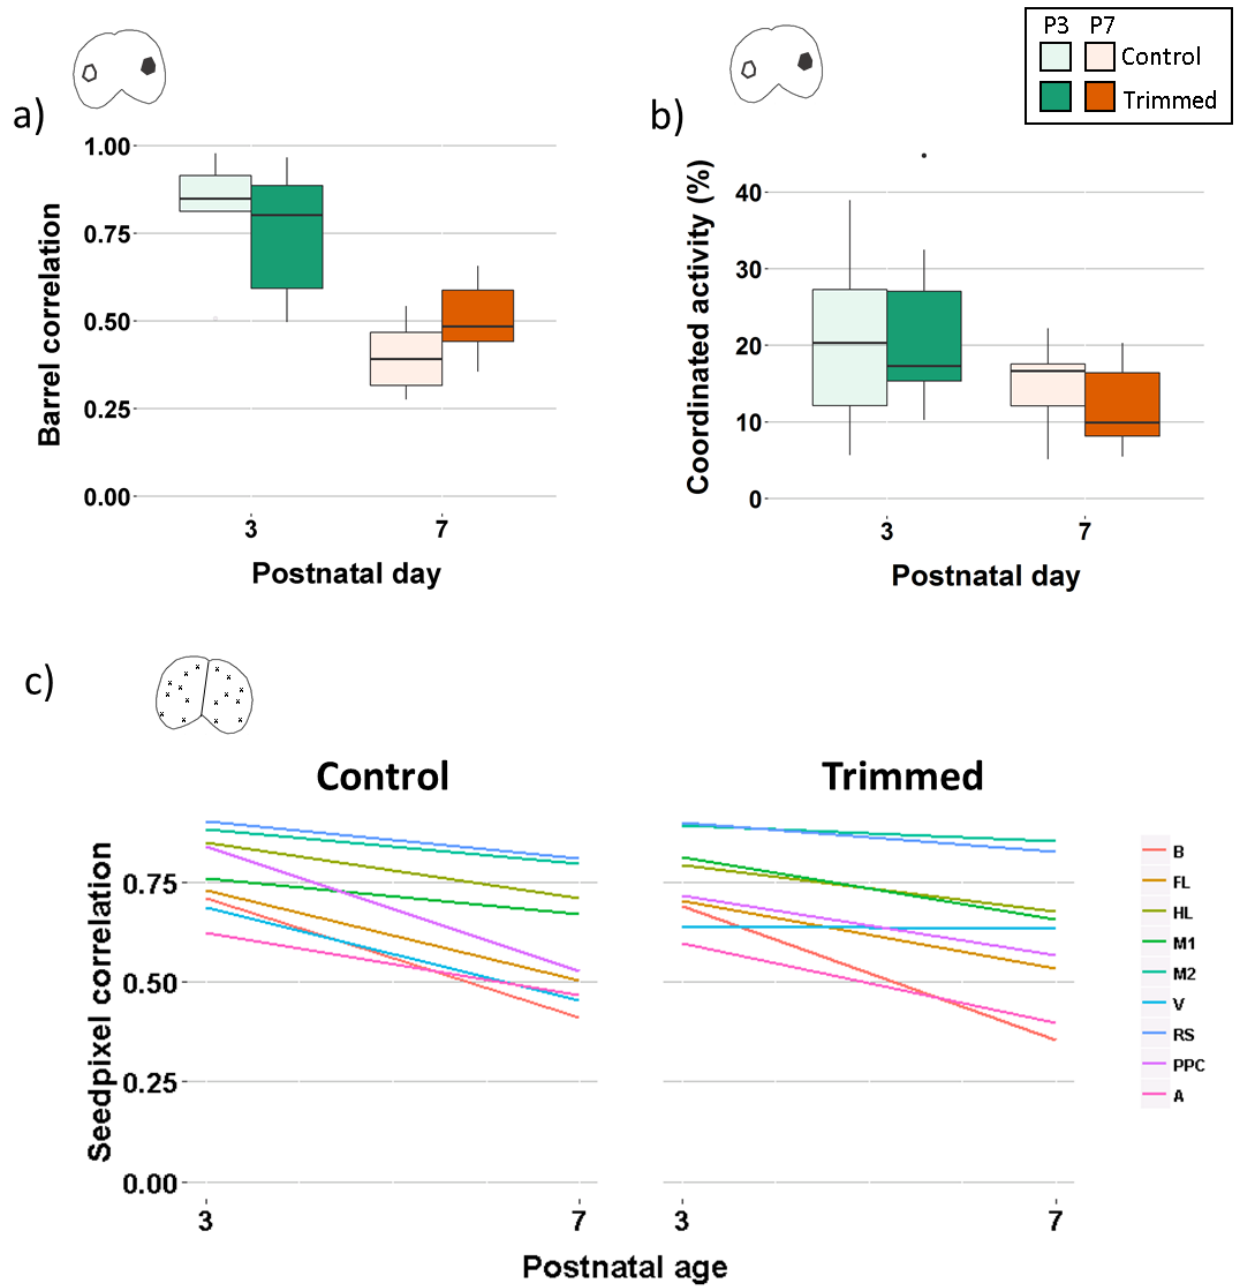 P3 P7
Control
Trimmed
a)
Barrel correlation
1.00
0.75
0.50
0.25
0.00
3 7
Postnatal day
b)
Coordinated activity (%)
40
30
20
10
0
3 7
Postnatal day
c)
Control Trimmed
Seedpixel correlation
0.75
0.50
0.25
0.00
3 7 3 7
Postnatal age
B
FL
HL
M1
M2
V
RS
PPC
A